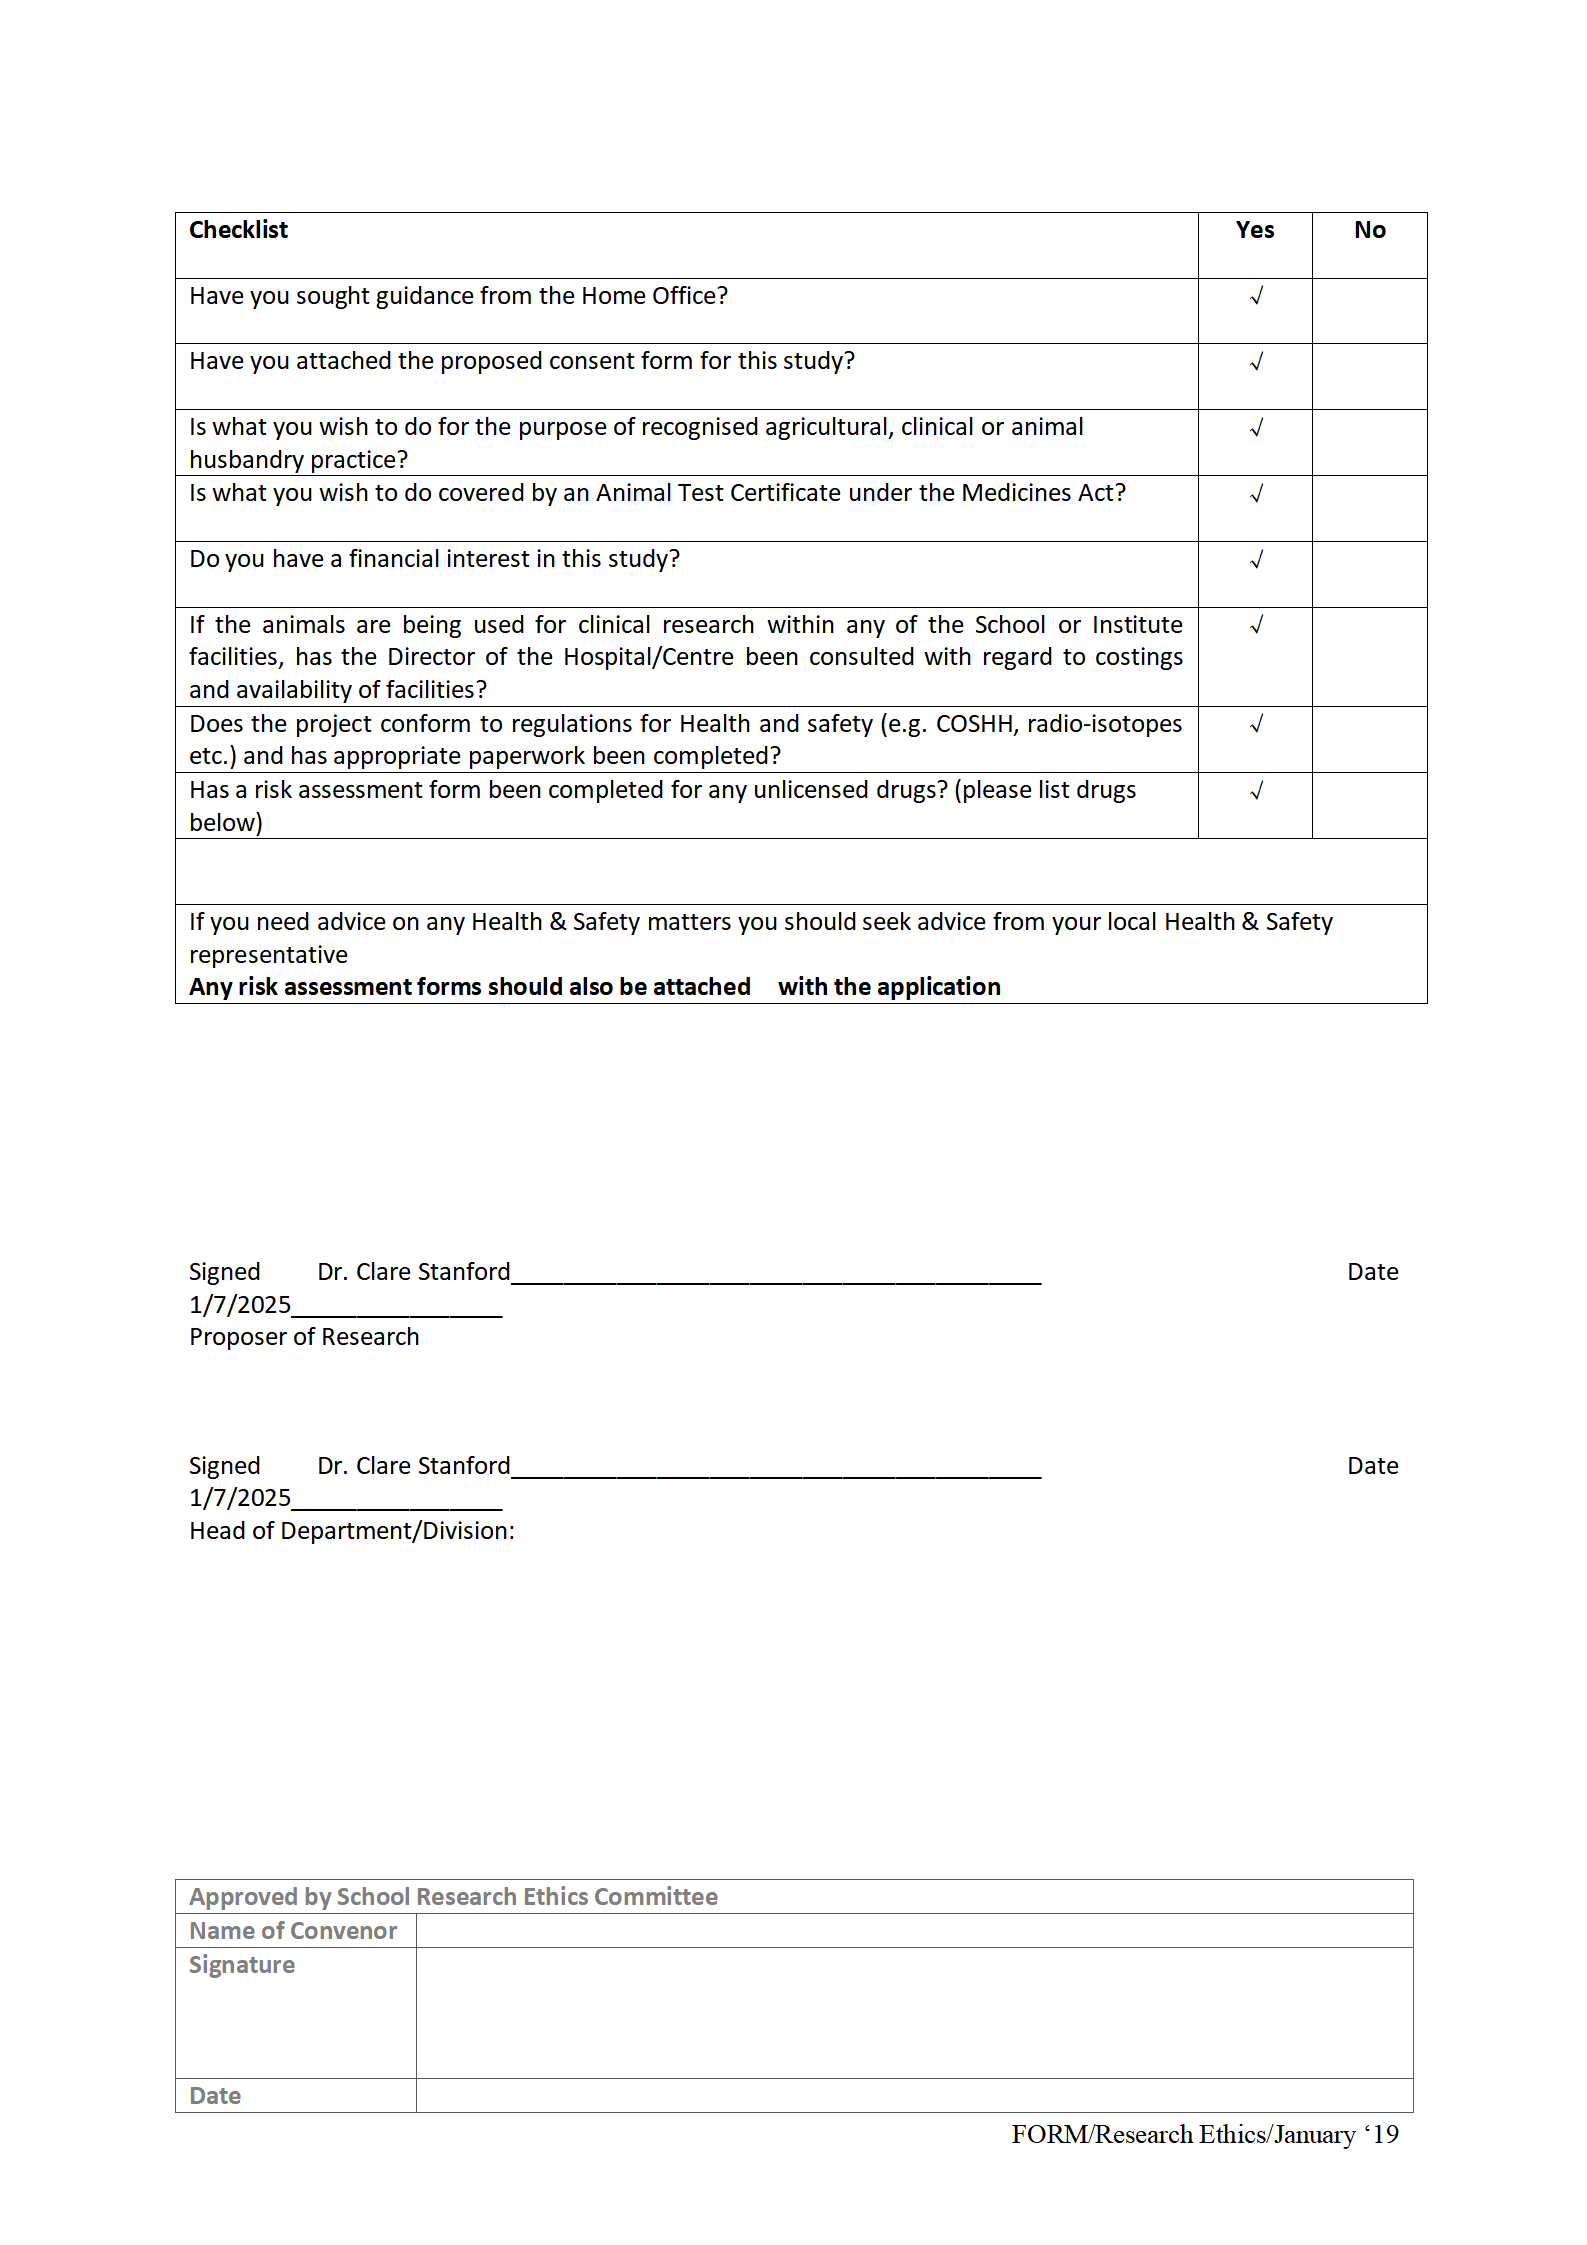 Checklist Yes No
Have you sought guidance from the Home Office? √
Have you attached the proposed consent form for this study? √
Is what you wish to do for the purpose of recognised agricultural, clinical or animal √
husbandry practice?
Is what you wish to do covered by an Animal Test Certificate under the Medicines Act? √
Do you have a financial interest in this study? √
If the animals are being used for clinical research within any of the School or Institute √
facilities, has the Director of the Hospital/Centre been consulted with regard to costings
and availability of facilities?
Does the project conform to regulations for Health and safety (e.g. COSHH, radio-isotopes √
etc.) and has appropriate paperwork been completed?
Has a risk assessment form been completed for any unlicensed drugs? (please list drugs √
below)
If you need advice on any Health & Safety matters you should seek advice from your local Health & Safety
representative
Any risk assessment forms should also be attached with the application
Signed Dr. Clare Stanford________________________________________ Date
1/7/2025________________
Proposer of Research
Signed Dr. Clare Stanford________________________________________ Date
1/7/2025________________
Head of Department/Division:
Approved by School Research Ethics Committee
Name of Convenor
Signature
Date
FORM/Research Ethics/January ‘19